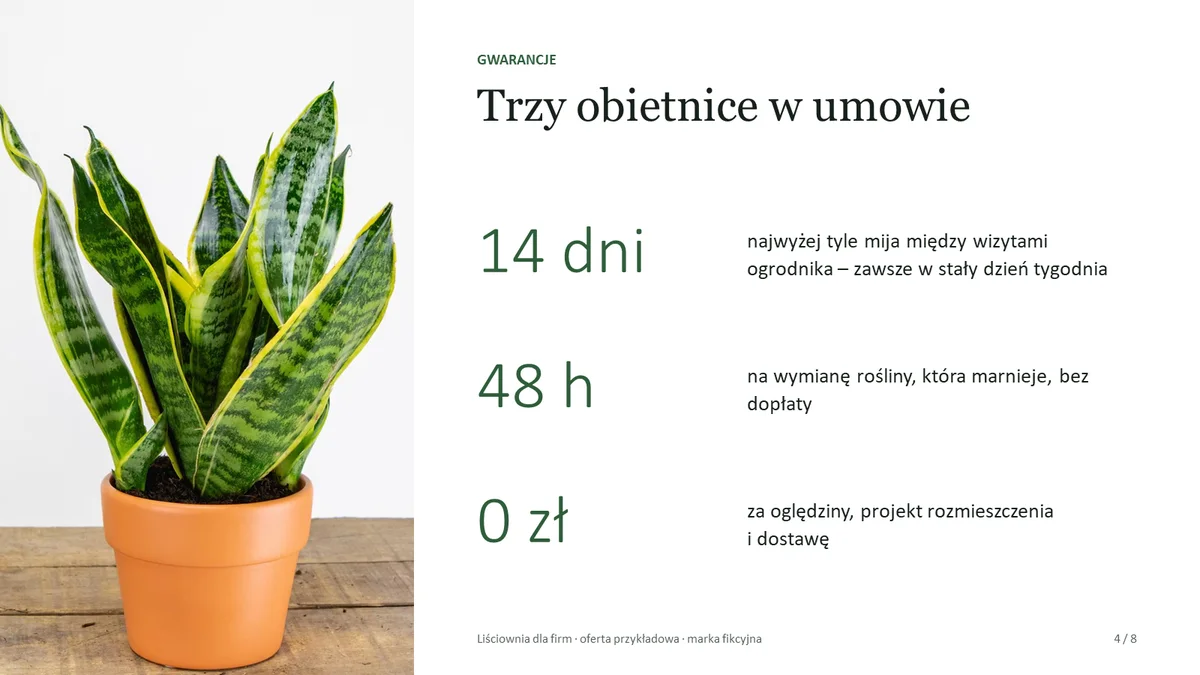 GWARANCJE
Trzy obietnice w umowie
14 dni
najwyżej tyle mija między wizytami
ogrodnika – zawsze w stały dzień tygodnia
48 h
na wymianę rośliny, która marnieje, bez
dopłaty
0 zł
za oględziny, projekt rozmieszczenia
i dostawę
Liściownia dla firm · oferta przykładowa · marka fikcyjna
4 / 8